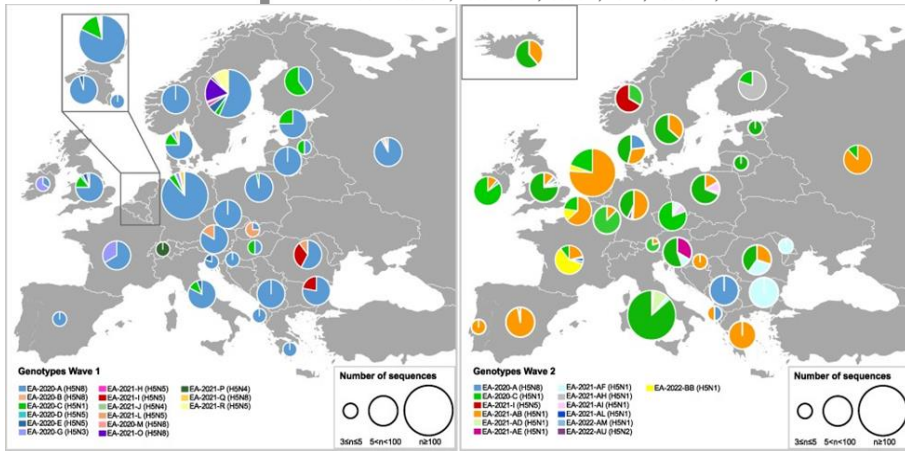 Genotypes Wave 1
EA-2020-A (H5N8)
EA-2020-B (H5N8)
EA-2020-C (H5N1)
EA-2020-D (H5N5)
EA-2020-E (H5N5)
EA-2020-G (H5N3)
EA-2021-H (H5N5)
EA-2021-I (H5N5)
EA-2021-J (H5N4)
EA-2021-L (H5N5)
EA-2020-M (H5N8)
EA-2021-O (H5N8)
EA-2021-P (H5N4)
EA-2021-Q (H5N8)
EA-2021-R (H5N5)
Number of sequences
3≤n≤5
5<n<100
n≥100
Genotypes Wave 2
EA-2020-A (H5N8)
EA-2020-C (H5N1)
EA-2021-I (H5N5)
EA-2021-AB (H5N1)
EA-2021-AD (H5N1)
EA-2021-AE (H5N1)
EA-2021-AF (H5N1)
EA-2021-AH (H5N1)
EA-2021-AI (H5N1)
EA-2021-AL (H5N1)
EA-2022-AM (H5N1)
EA-2022-AU (H5N2)
EA-2022-BB (H5N1)
Number of sequences
3≤n≤5
5<n<100
n≥100